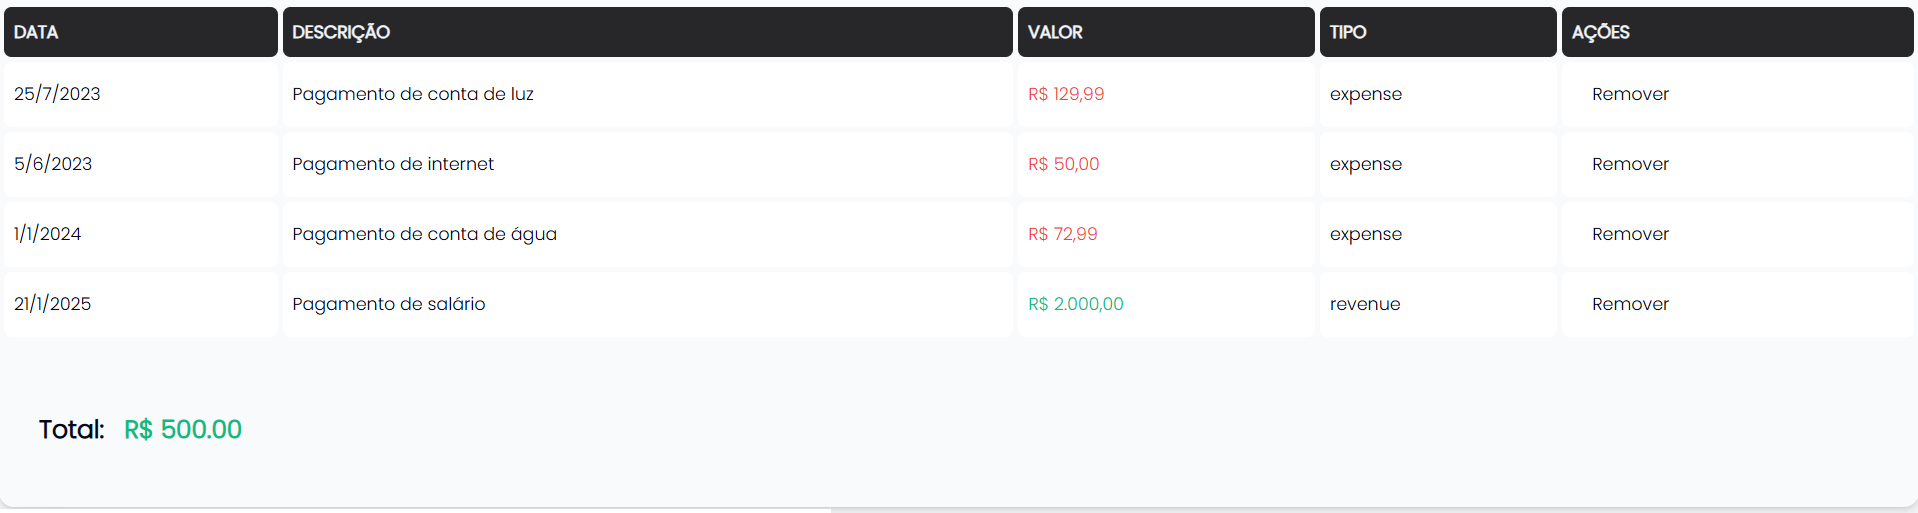 DATA DESCRIÇÃO VALOR TIPO AÇÕES
25/7/2023 Pagamento de conta de luz R$ 129,99 expense Remover
5/6/2023 Pagamento de internet R$ 50,00 expense Remover
1/1/2024 Pagamento de conta de água R$ 72,99 expense Remover
21/1/2025 Pagamento de salário R$ 2.000,00 revenue Remover
Total: R$ 500.00